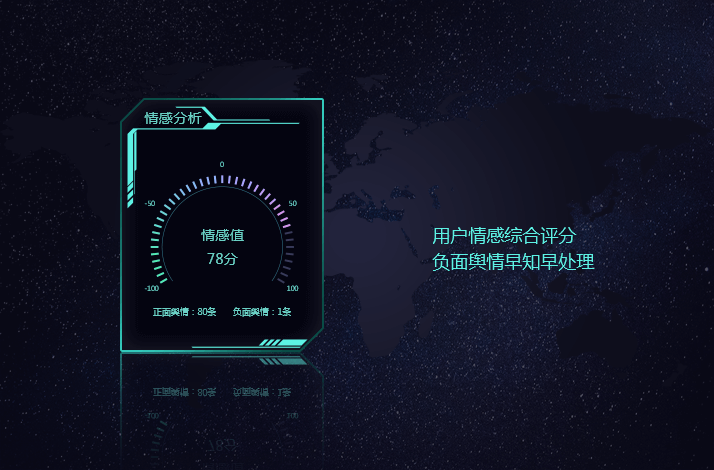 情感分析
0
-50
50
情感值
78分
-100
100
正面舆情：80条 负面舆情：1条
用户情感综合评分
负面舆情早知早处理